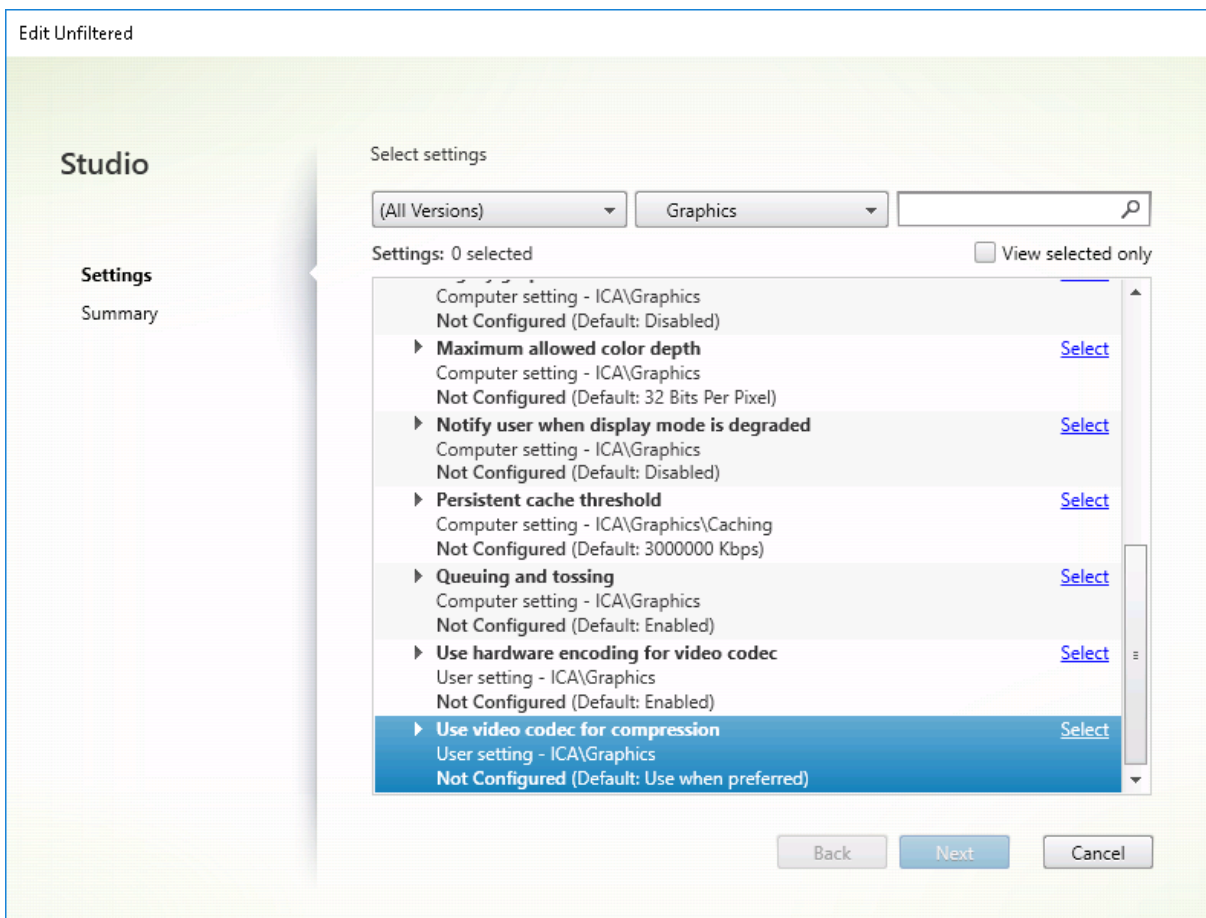 Edit Unfiltered
Studio
Settings
Summary
Select settings
(All Versions)
Graphics
Settings: 0 selected
View selected only
Computer setting - ICA\Graphics
Not Configured (Default: Disabled)
Maximum allowed color depth Select
Computer setting - ICA\Graphics
Not Configured (Default: 32 Bits Per Pixel)
Notify user when display mode is degraded Select
Computer setting - ICA\Graphics
Not Configured (Default: Disabled)
Persistent cache threshold Select
Computer setting - ICA\Graphics\Caching
Not Configured (Default: 3000000 Kbps)
Queuing and tossing Select
Computer setting - ICA\Graphics
Not Configured (Default: Enabled)
Use hardware encoding for video codec Select
User setting - ICA\Graphics
Not Configured (Default: Enabled)
Use video codec for compression Select
User setting - ICA\Graphics
Not Configured (Default: Use when preferred)
Back Next Cancel